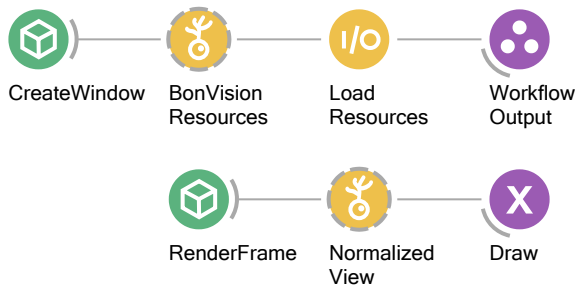 I/O
CreateWindow
BonVision
Resources
Load
Resources
Workflow
Output
X
RenderFrame
Normalized
View
Draw